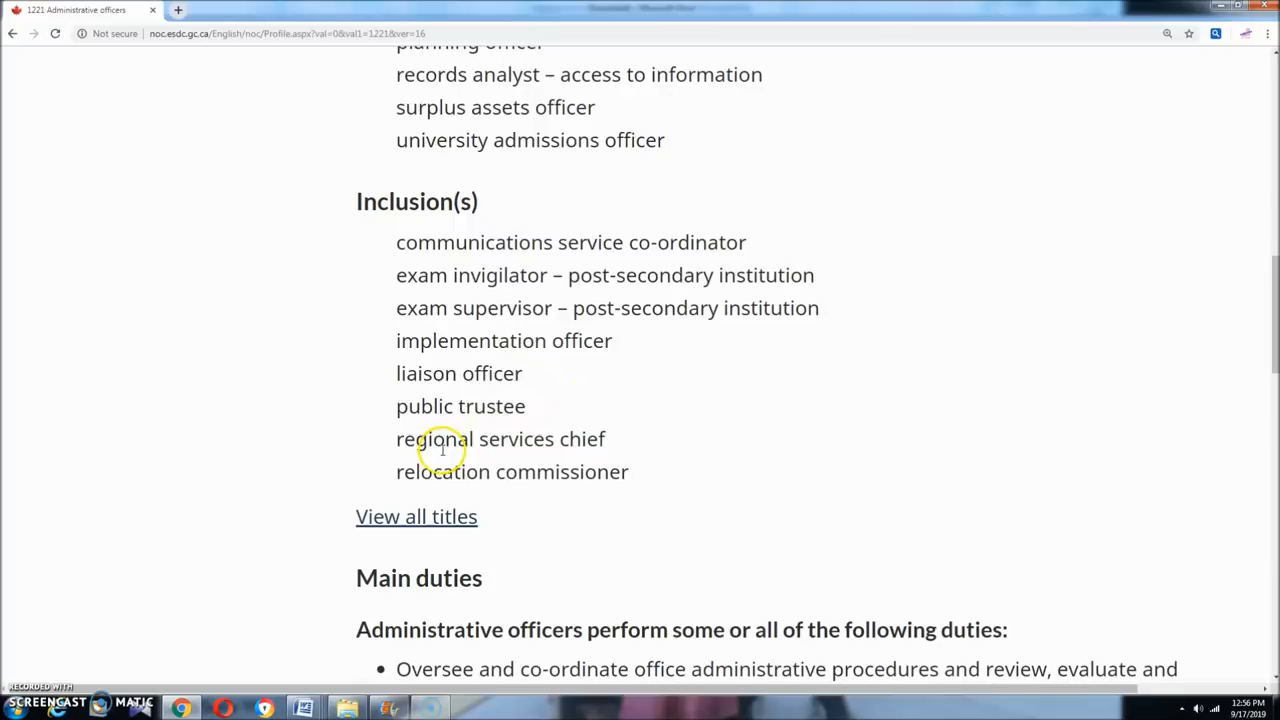 1221 Administrative officers
Not secure
noc.esdc.gc.ca/English/noc/Profile.aspx?val=0&val1=1221&ver=16
planning officer
records analyst – access to information
surplus assets officer
university admissions officer
Inclusion(s)
communications service co-ordinator
exam invigilator – post-secondary institution
exam supervisor – post-secondary institution
implementation officer
liaison officer
public trustee
regional services chief
relocation commissioner
View all titles
Main duties
Administrative officers perform some or all of the following duties:
Oversee and co-ordinate office administrative procedures and review, evaluate and
RECORDED WITH
SCREENCAST MATIC
12:56 PM
9/17/2019